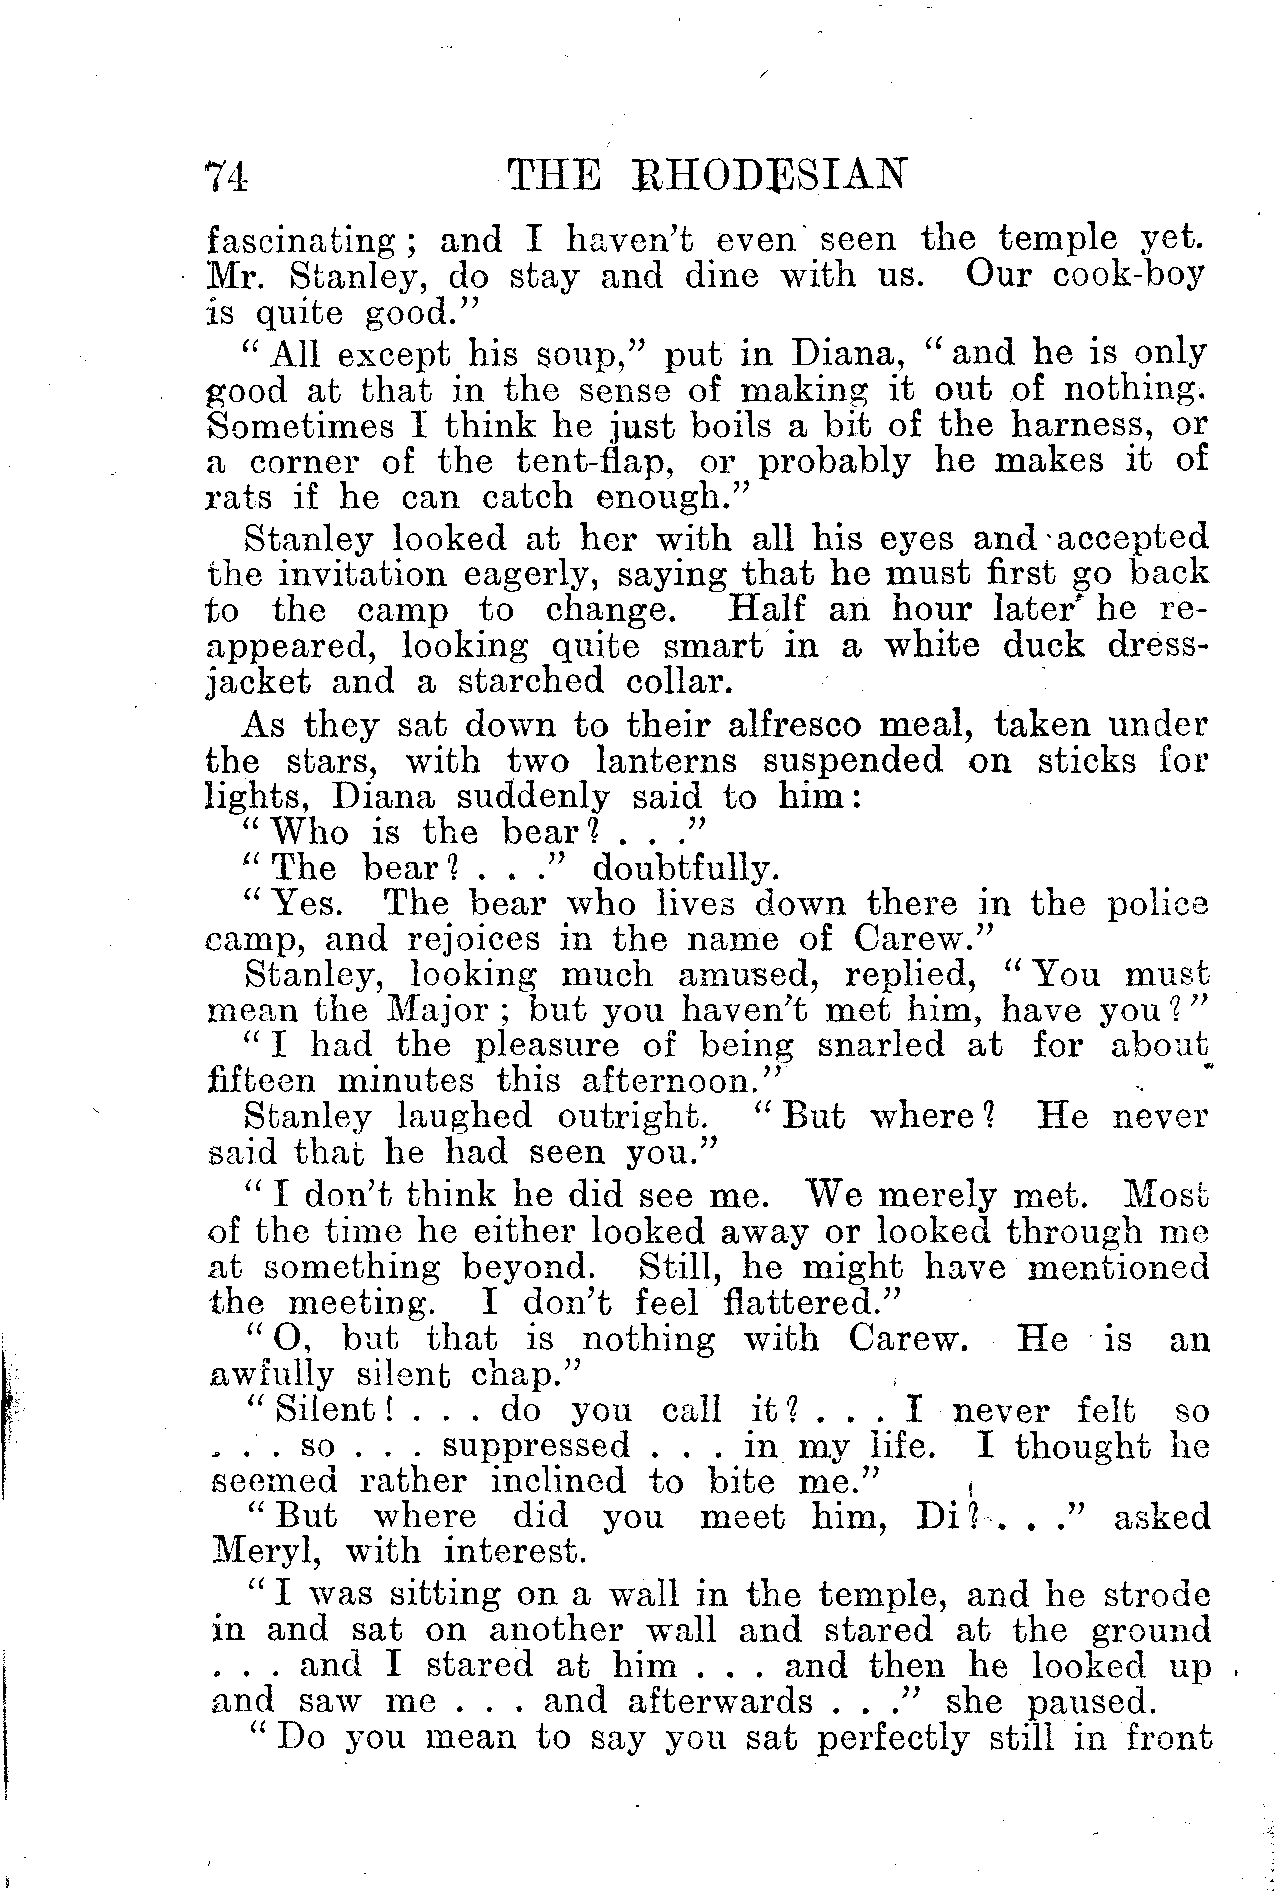 74 THE RHODESIAN
fascinating ; and I haven't even seen the temple yet.
Mr. Stanley, do stay and dine with us. Our cook-boy
is quite good."
" All except his soup," put in Diana, " and he is only
good at that in the sense of making it out of nothing.
Sometimes I think he just boils a bit of the harness, or
a corner of the tent-flap, or probably he makes it of
rats if he can catch enough."
Stanley looked at her with all his eyes and accepted
the invitation eagerly, saying that he must first go back
to the camp to change. Half an hour later he re-
appeared, looking quite smart in a white duck dress-
jacket and a starched collar.
As they sat down to their alfresco meal, taken under
the stars, with two lanterns suspended on sticks for
lights, Diana suddenly said to him:
" Who is the bear? . . ."
" The bear? . . ." doubtfully.
" Yes. The bear who lives down there in the police
camp, and rejoices in the name of Carew."
Stanley, looking much amused, replied, " You must
mean the Major ; but you haven't met him, have you?"
" I had the pleasure of being snarled at for about
fifteen minutes this afternoon."
Stanley laughed outright. " But where? He never
said that he had seen you."
" I don't think he did see me. We merely met. Most
of the time he either looked away or looked through me
at something beyond. Still, he might have mentioned
the meeting. I don't feel flattered."
" O, but that is nothing with Carew. He is an
awfully silent chap."
" Silent! . . . do you call it? . . . I never felt so
. . . so . . . suppressed . . . in my life. I thought he
seemed rather inclined to bite me."
" But where did you meet him, Di? . . ." asked
Meryl, with interest.
" I was sitting on a wall in the temple, and he strode
in and sat on another wall and stared at the ground
. . . and I stared at him . . . and then he looked up
and saw me . . . and afterwards . . ." she paused.
" Do you mean to say you sat perfectly still in front